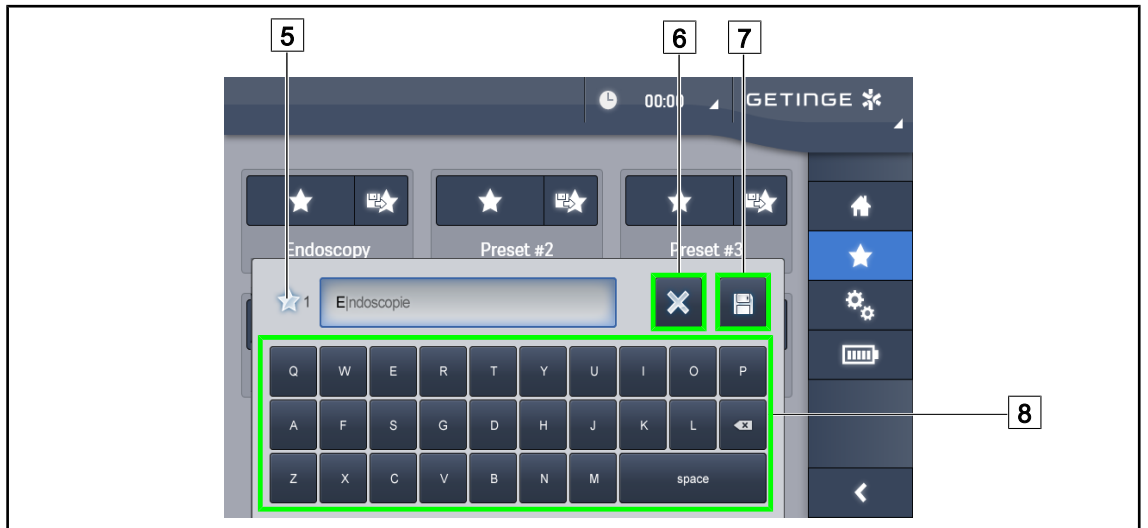 5 6 7
00:00 GETINGE
Endoscopy Preset #2 Preset #3
1 E|ndoscopie
Q W E R T Y U I O P
A F S G D H J K L
8
Z X C V B N M space